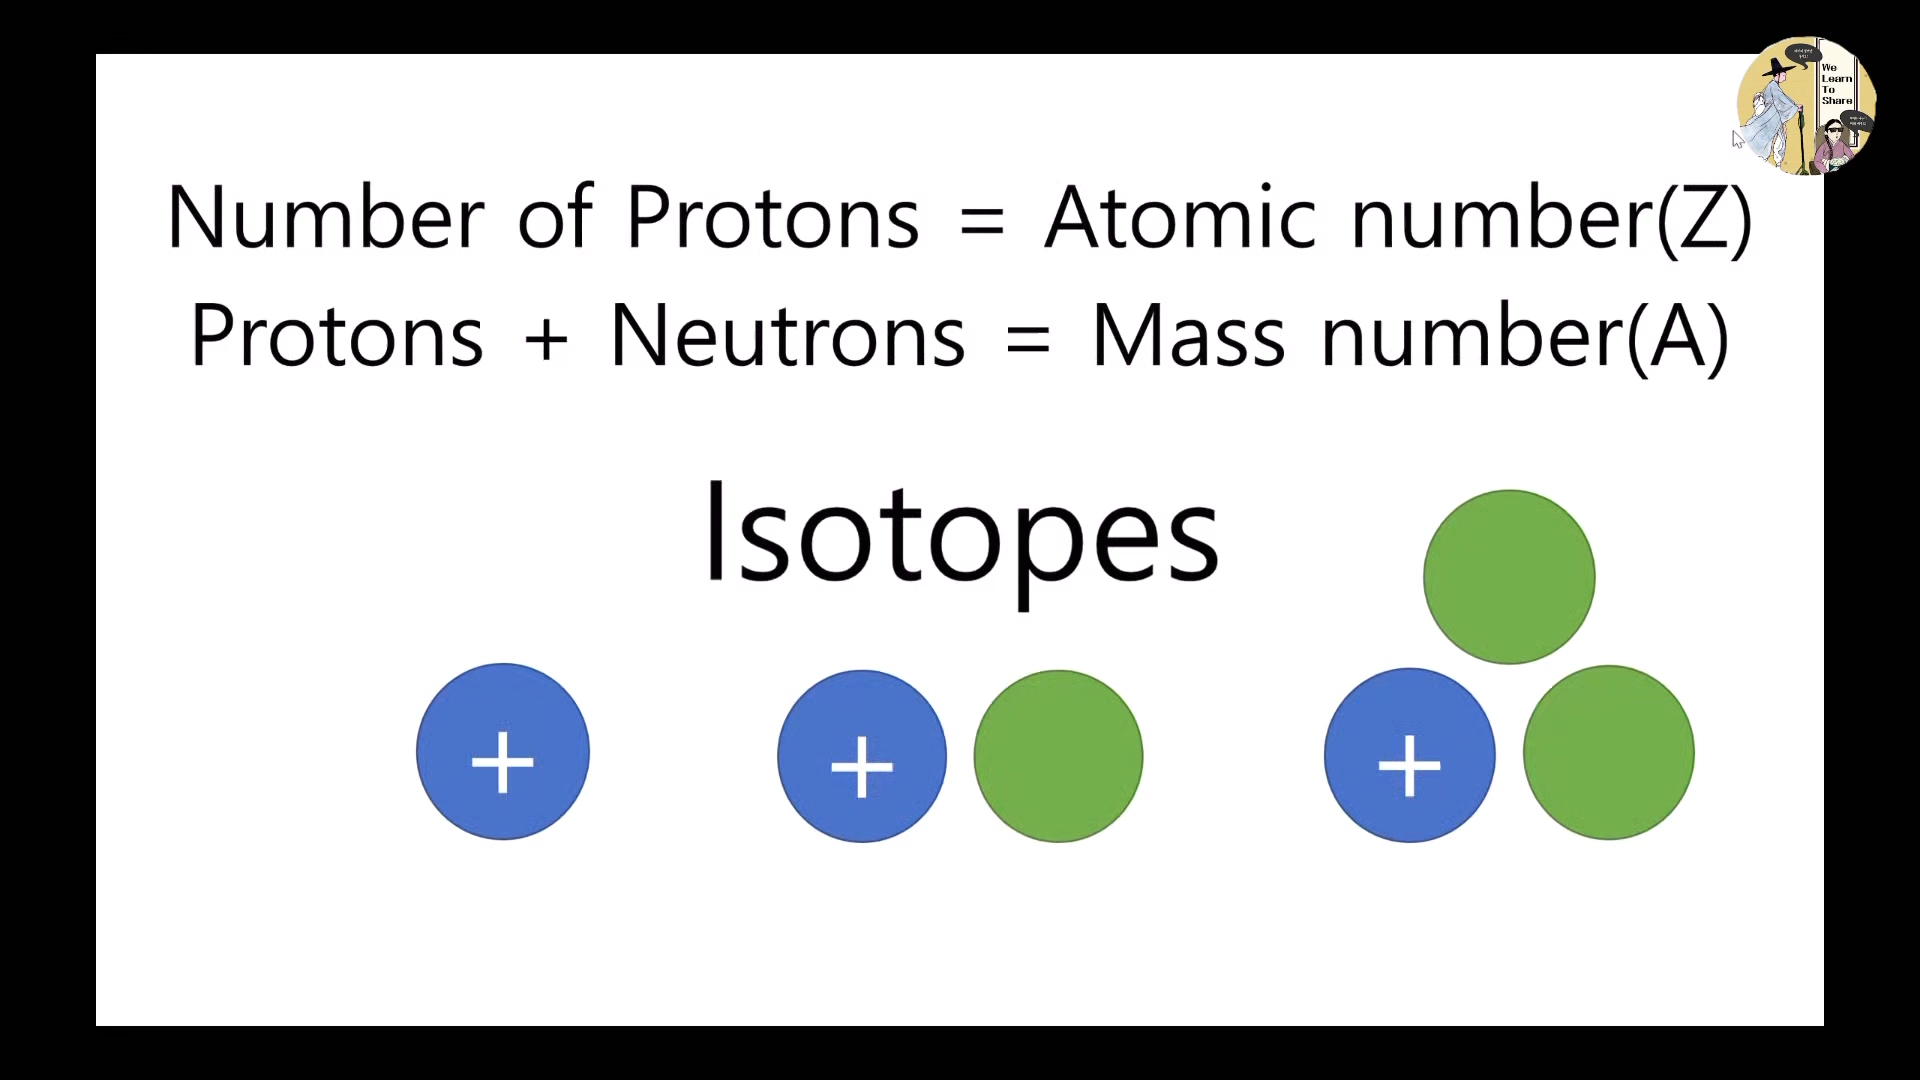 We
Learn
To
Share
Number of Protons = Atomic number(Z)
Protons + Neutrons = Mass number(A)
Isotopes
+
+
+